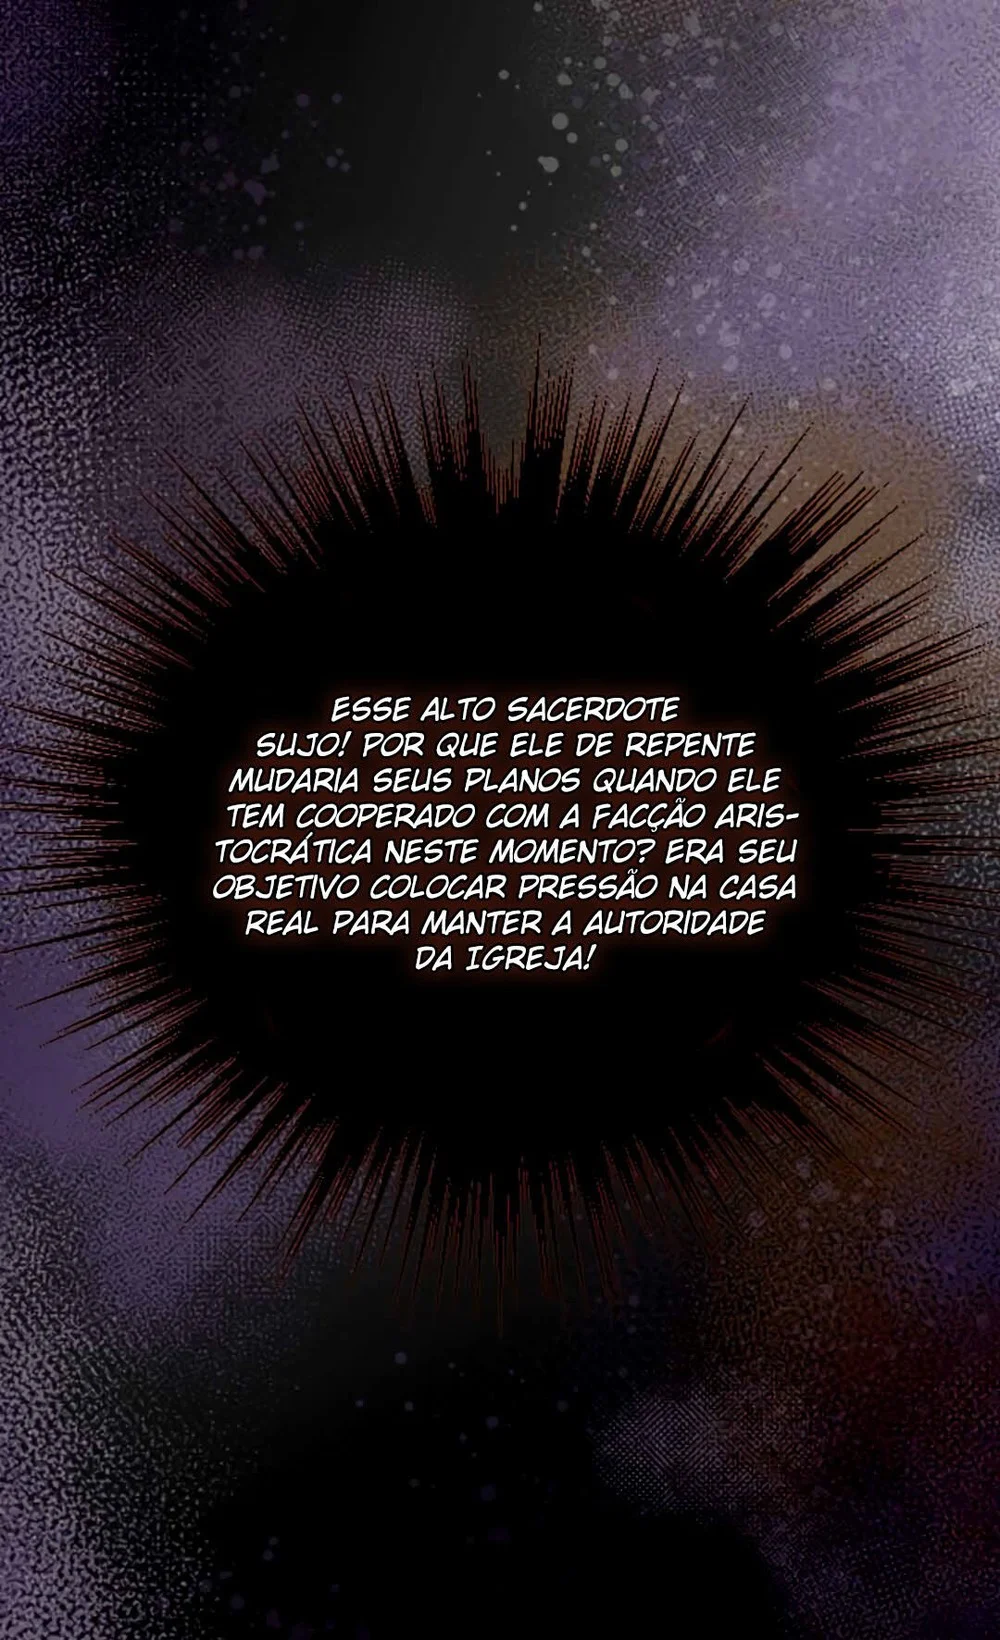 ESSE ALTO SACERDOTE
SUJO! POR QUE ELE DE REPENTE
MUDARIA SEUS PLANOS QUANDO ELE
TEM COOPERADO COM A FACÇÃO ARIS-
TOCRÁTICA NESTE MOMENTO? ERA SEU
OBJETIVO COLOCAR PRESSÃO NA CASA
REAL PARA MANTER A AUTORIDADE
DA IGREJA!